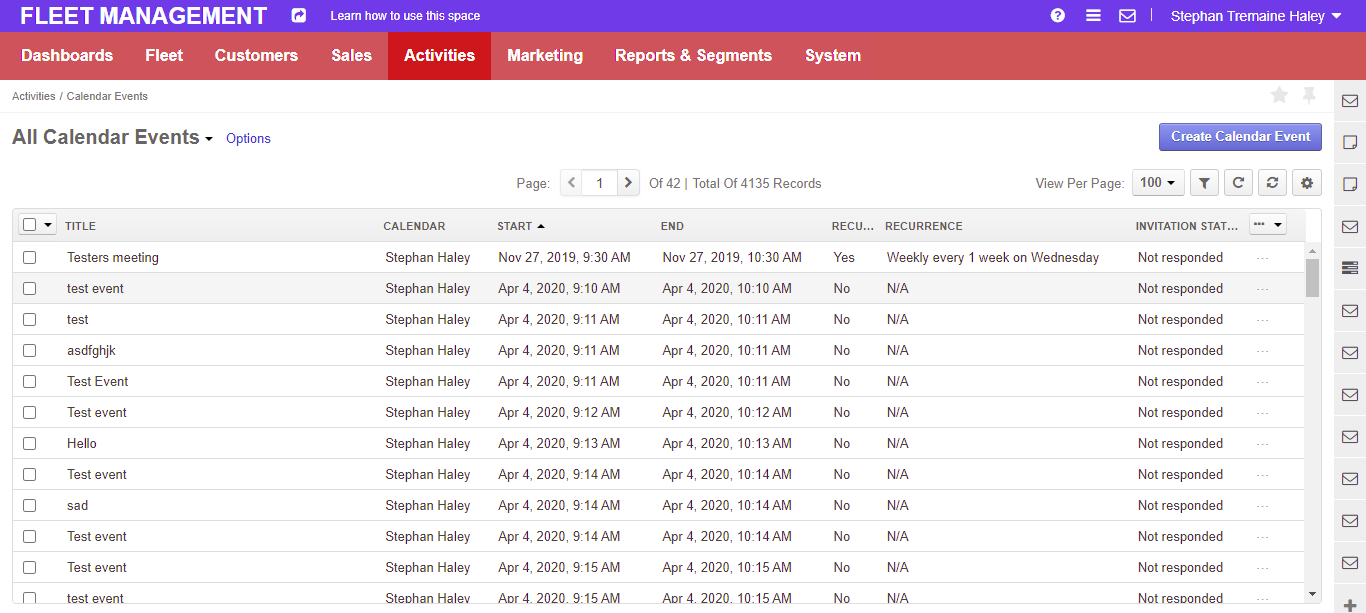 FLEET MANAGEMENT Learn how to use this space Stephan Tremaine Haley
Dashboards Fleet Customers Sales Activities Marketing Reports & Segments System
Activities / Calendar Events
All Calendar Events Options Create Calendar Event
Page: 1 Of 42 | Total Of 4135 Records View Per Page: 100
TITLE CALENDAR START END RECU... RECURRENCE INVITATION STAT...
Testers meeting Stephan Haley Nov 27, 2019, 9:30 AM Nov 27, 2019, 10:30 AM Yes Weekly every 1 week on Wednesday Not responded
test event Stephan Haley Apr 4, 2020, 9:10 AM Apr 4, 2020, 10:10 AM No N/A Not responded
test Stephan Haley Apr 4, 2020, 9:11 AM Apr 4, 2020, 10:11 AM No N/A Not responded
asdfghjk Stephan Haley Apr 4, 2020, 9:11 AM Apr 4, 2020, 10:11 AM No N/A Not responded
Test Event Stephan Haley Apr 4, 2020, 9:11 AM Apr 4, 2020, 10:11 AM No N/A Not responded
Test event Stephan Haley Apr 4, 2020, 9:12 AM Apr 4, 2020, 10:12 AM No N/A Not responded
Hello Stephan Haley Apr 4, 2020, 9:13 AM Apr 4, 2020, 10:13 AM No N/A Not responded
Test event Stephan Haley Apr 4, 2020, 9:14 AM Apr 4, 2020, 10:14 AM No N/A Not responded
sad Stephan Haley Apr 4, 2020, 9:14 AM Apr 4, 2020, 10:14 AM No N/A Not responded
Test event Stephan Haley Apr 4, 2020, 9:14 AM Apr 4, 2020, 10:14 AM No N/A Not responded
Test event Stephan Haley Apr 4, 2020, 9:15 AM Apr 4, 2020, 10:15 AM No N/A Not responded
test event Stephan Haley Apr 4, 2020, 9:15 AM Apr 4, 2020, 10:15 AM No N/A Not responded